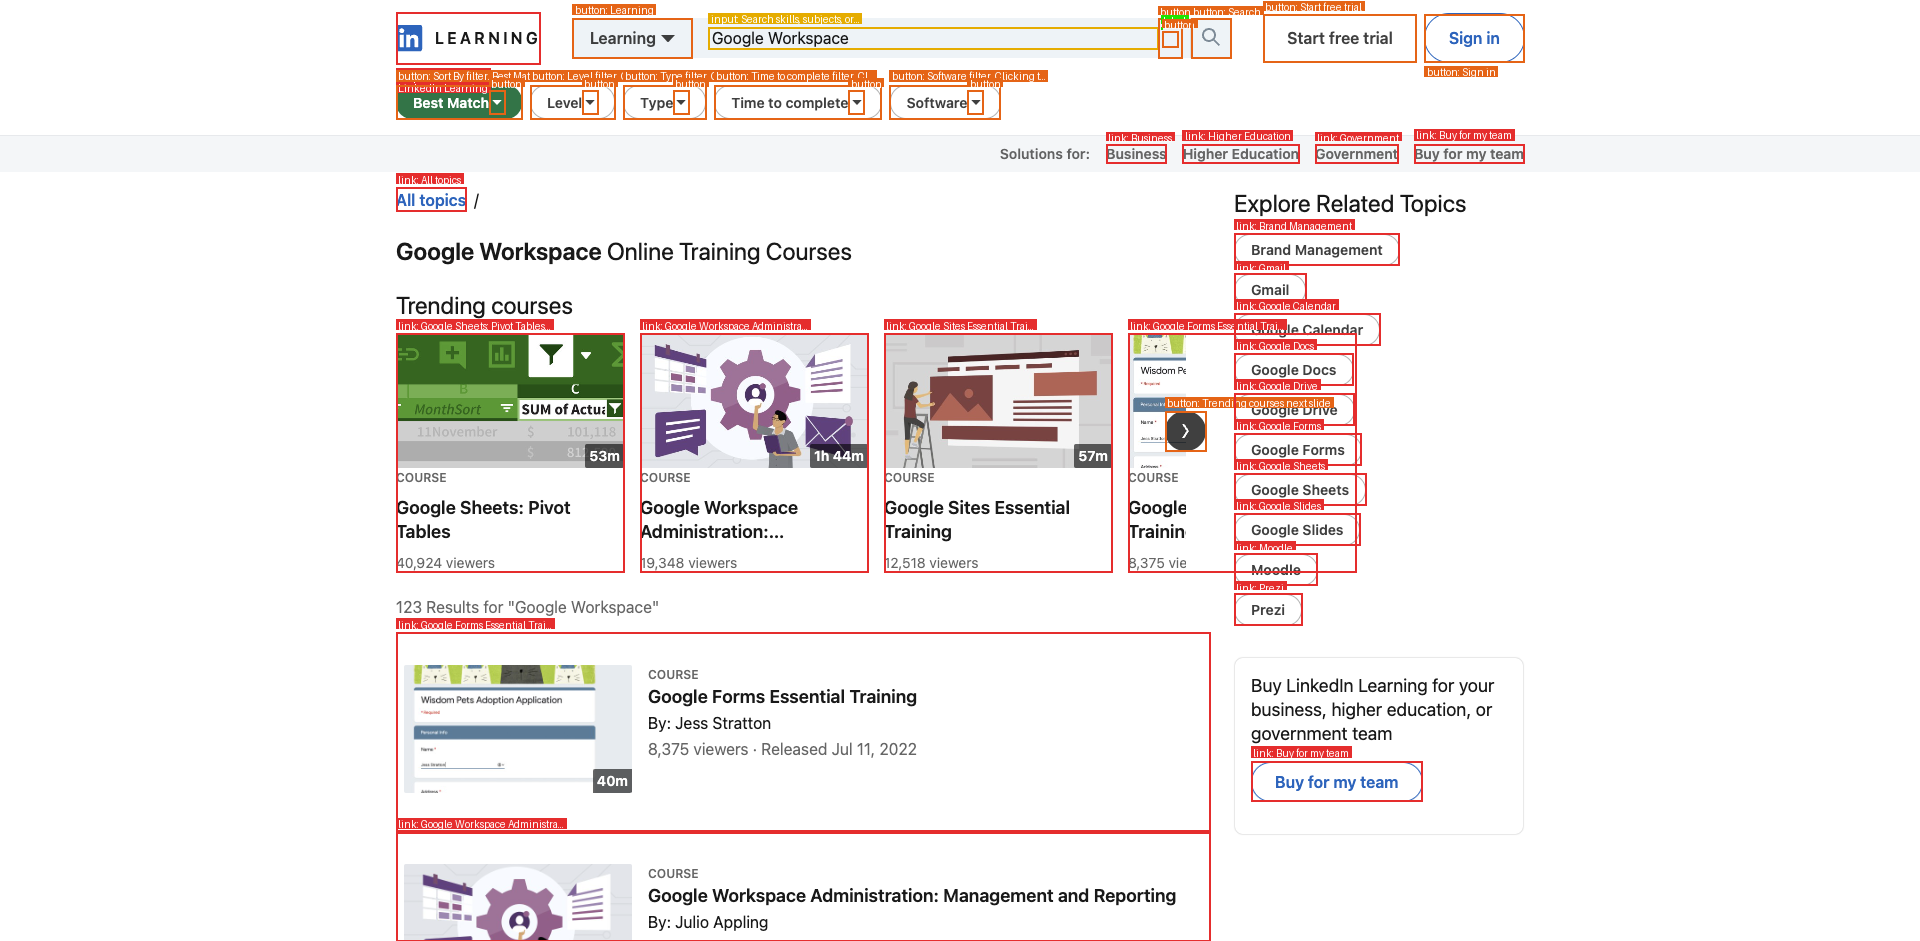 button: Learning
input: Search skills, subjects, or...
button: Search
button: Start free trial
in LEARNING
Learning
Google Workspace
button
Start free trial
Sign in
button: Sign in
button: Sort By filter. Best Mat
button: Level filter.
button: Type filter.
button: Time to complete filter. Cl...
button: Software filter. Clicking t...
LinkedIn Learning
button
button
button
button
button
Best Match
Level
Type
Time to complete
Software
link: Business
link: Higher Education
link: Government
link: Buy for my team
Solutions for:
Business
Higher Education
Government
Buy for my team
link: All topics
All topics /
Google Workspace Online Training Courses
Trending courses
link: Google Sheets: Pivot Tables...
link: Google Workspace Administra...
link: Google Sites Essential Trai...
link: Google Forms Essential Trai...
B
C
MonthSort
SUM of Actua
11November
$
101,118
$
812
53m
1h 44m
57m
Wisdom Pe
button: Trending courses next slide
COURSE
Google Sheets: Pivot
Tables
40,924 viewers
COURSE
Google Workspace
Administration:...
19,348 viewers
COURSE
Google Sites Essential
Training
12,518 viewers
COURSE
Google
Trainin
8,375 vie
123 Results for "Google Workspace"
link: Google Forms Essential Trai...
Wisdom Pets Adoption Application
*Required
Personal Info
Name *
Jess Stratton
Address *
40m
COURSE
Google Forms Essential Training
By: Jess Stratton
8,375 viewers · Released Jul 11, 2022
link: Google Workspace Administra...
COURSE
Google Workspace Administration: Management and Reporting
By: Julio Appling
Explore Related Topics
link: Brand Management
Brand Management
link: Gmail
Gmail
link: Google Calendar
Google Calendar
link: Google Docs
Google Docs
link: Google Drive
Google Drive
link: Google Forms
Google Forms
link: Google Sheets
Google Sheets
link: Google Slides
Google Slides
link: Moodle
Moodle
link: Prezi
Prezi
Buy LinkedIn Learning for your
business, higher education, or
government team
link: Buy for my team
Buy for my team